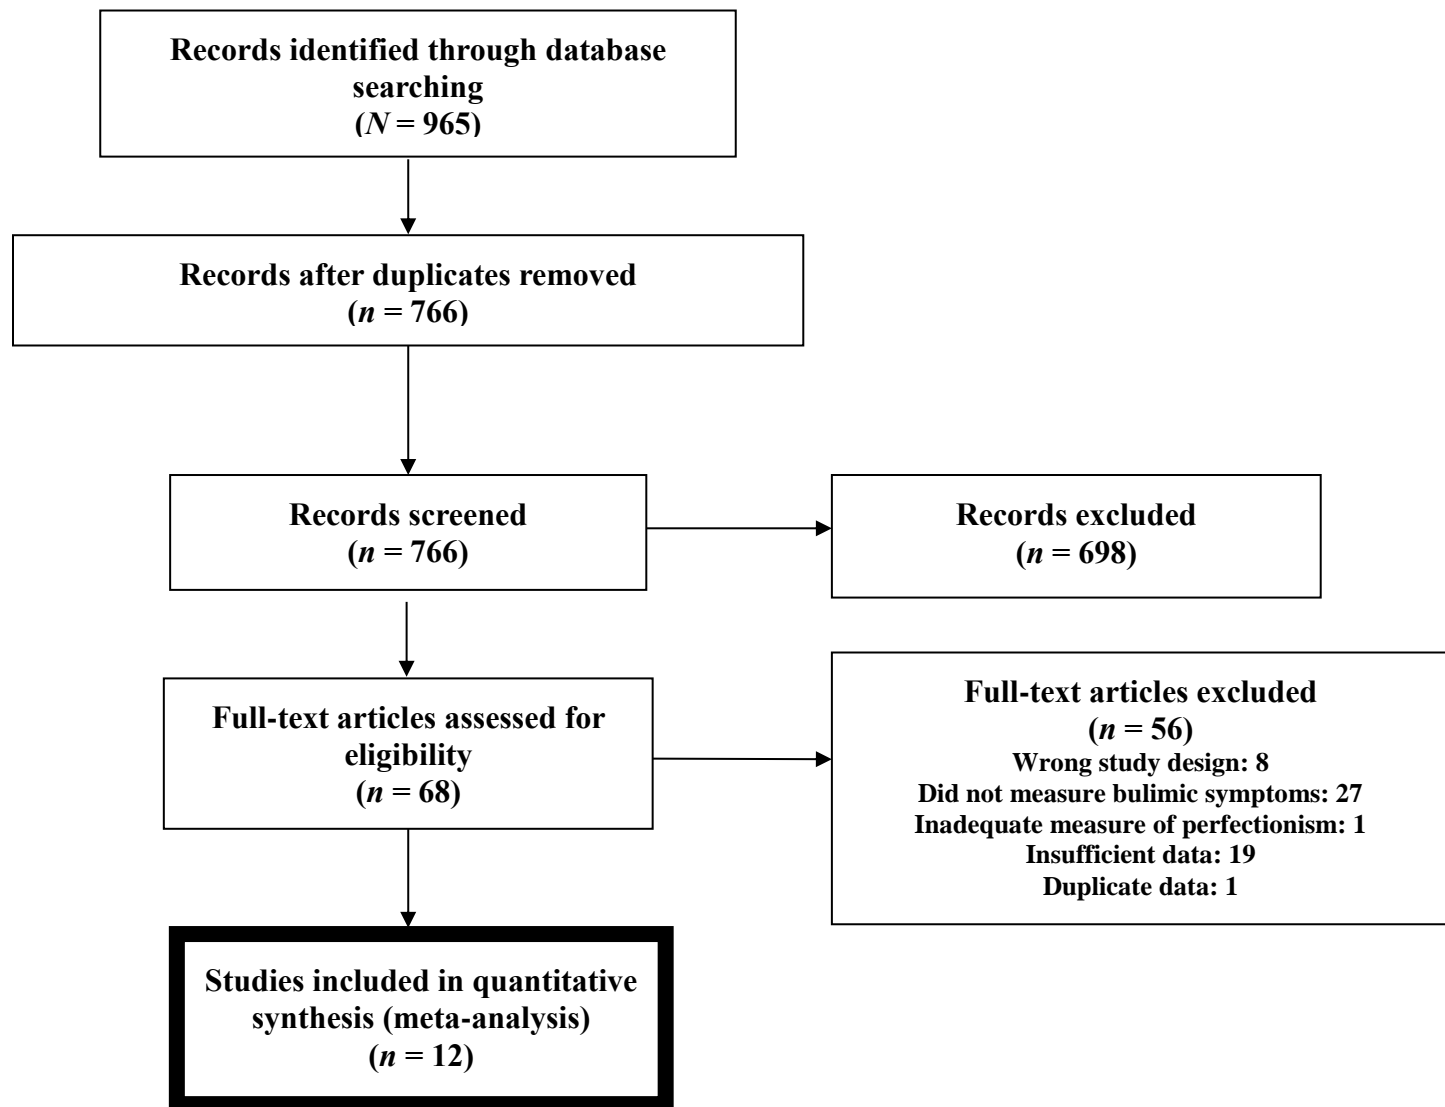 Records identified through database
searching
(N = 965)
Records after duplicates removed
(n = 766)
Records screened
(n = 766)
Records excluded
(n = 698)
Full-text articles assessed for
eligibility
(n = 68)
Full-text articles excluded
(n = 56)
Wrong study design: 8
Did not measure bulimic symptoms: 27
Inadequate measure of perfectionism: 1
Insufficient data: 19
Duplicate data: 1
Studies included in quantitative
synthesis (meta-analysis)
(n = 12)